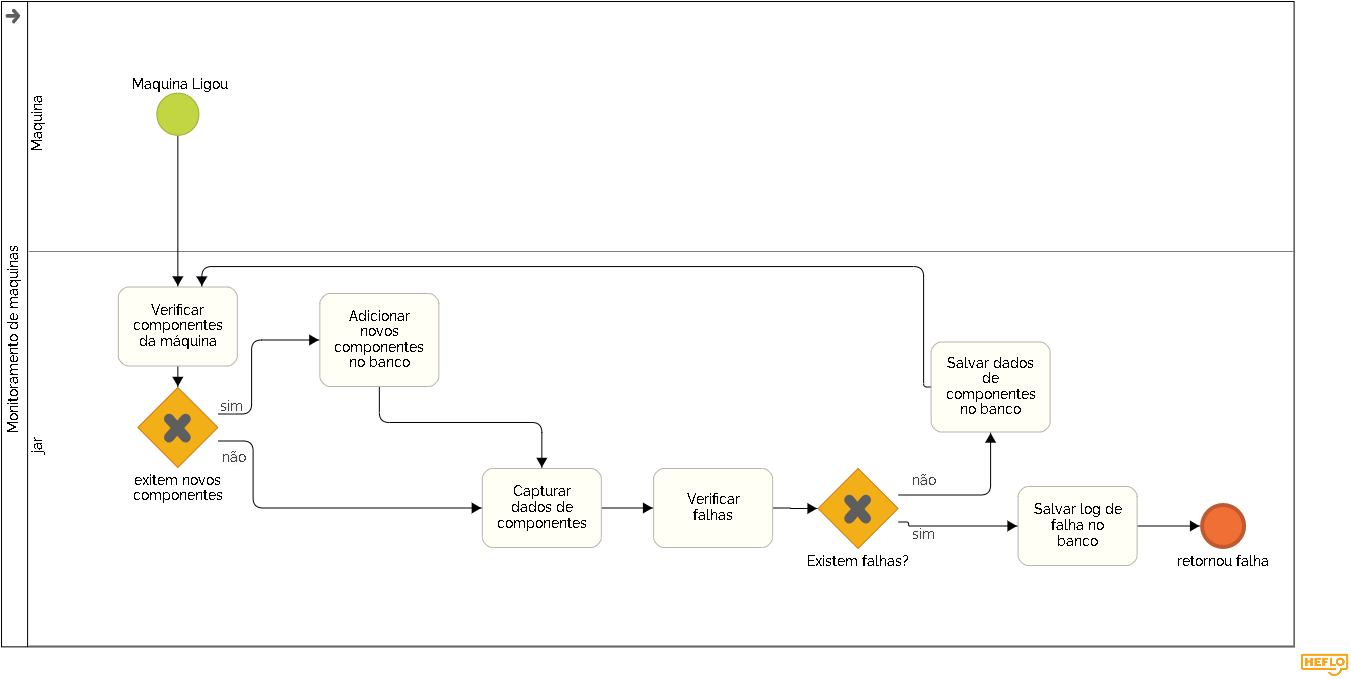 Monitoramento de maquinas
Maquina
Maquina Ligou
jar
Verificar
componentes
da máquina
exitem novos
componentes
sim
não
Adicionar
novos
componentes
no banco
Capturar
dados de
componentes
Verificar
falhas
Existem falhas?
não
sim
Salvar dados
de
componentes
no banco
Salvar log de
falha no
banco
retornou falha
HEFLO